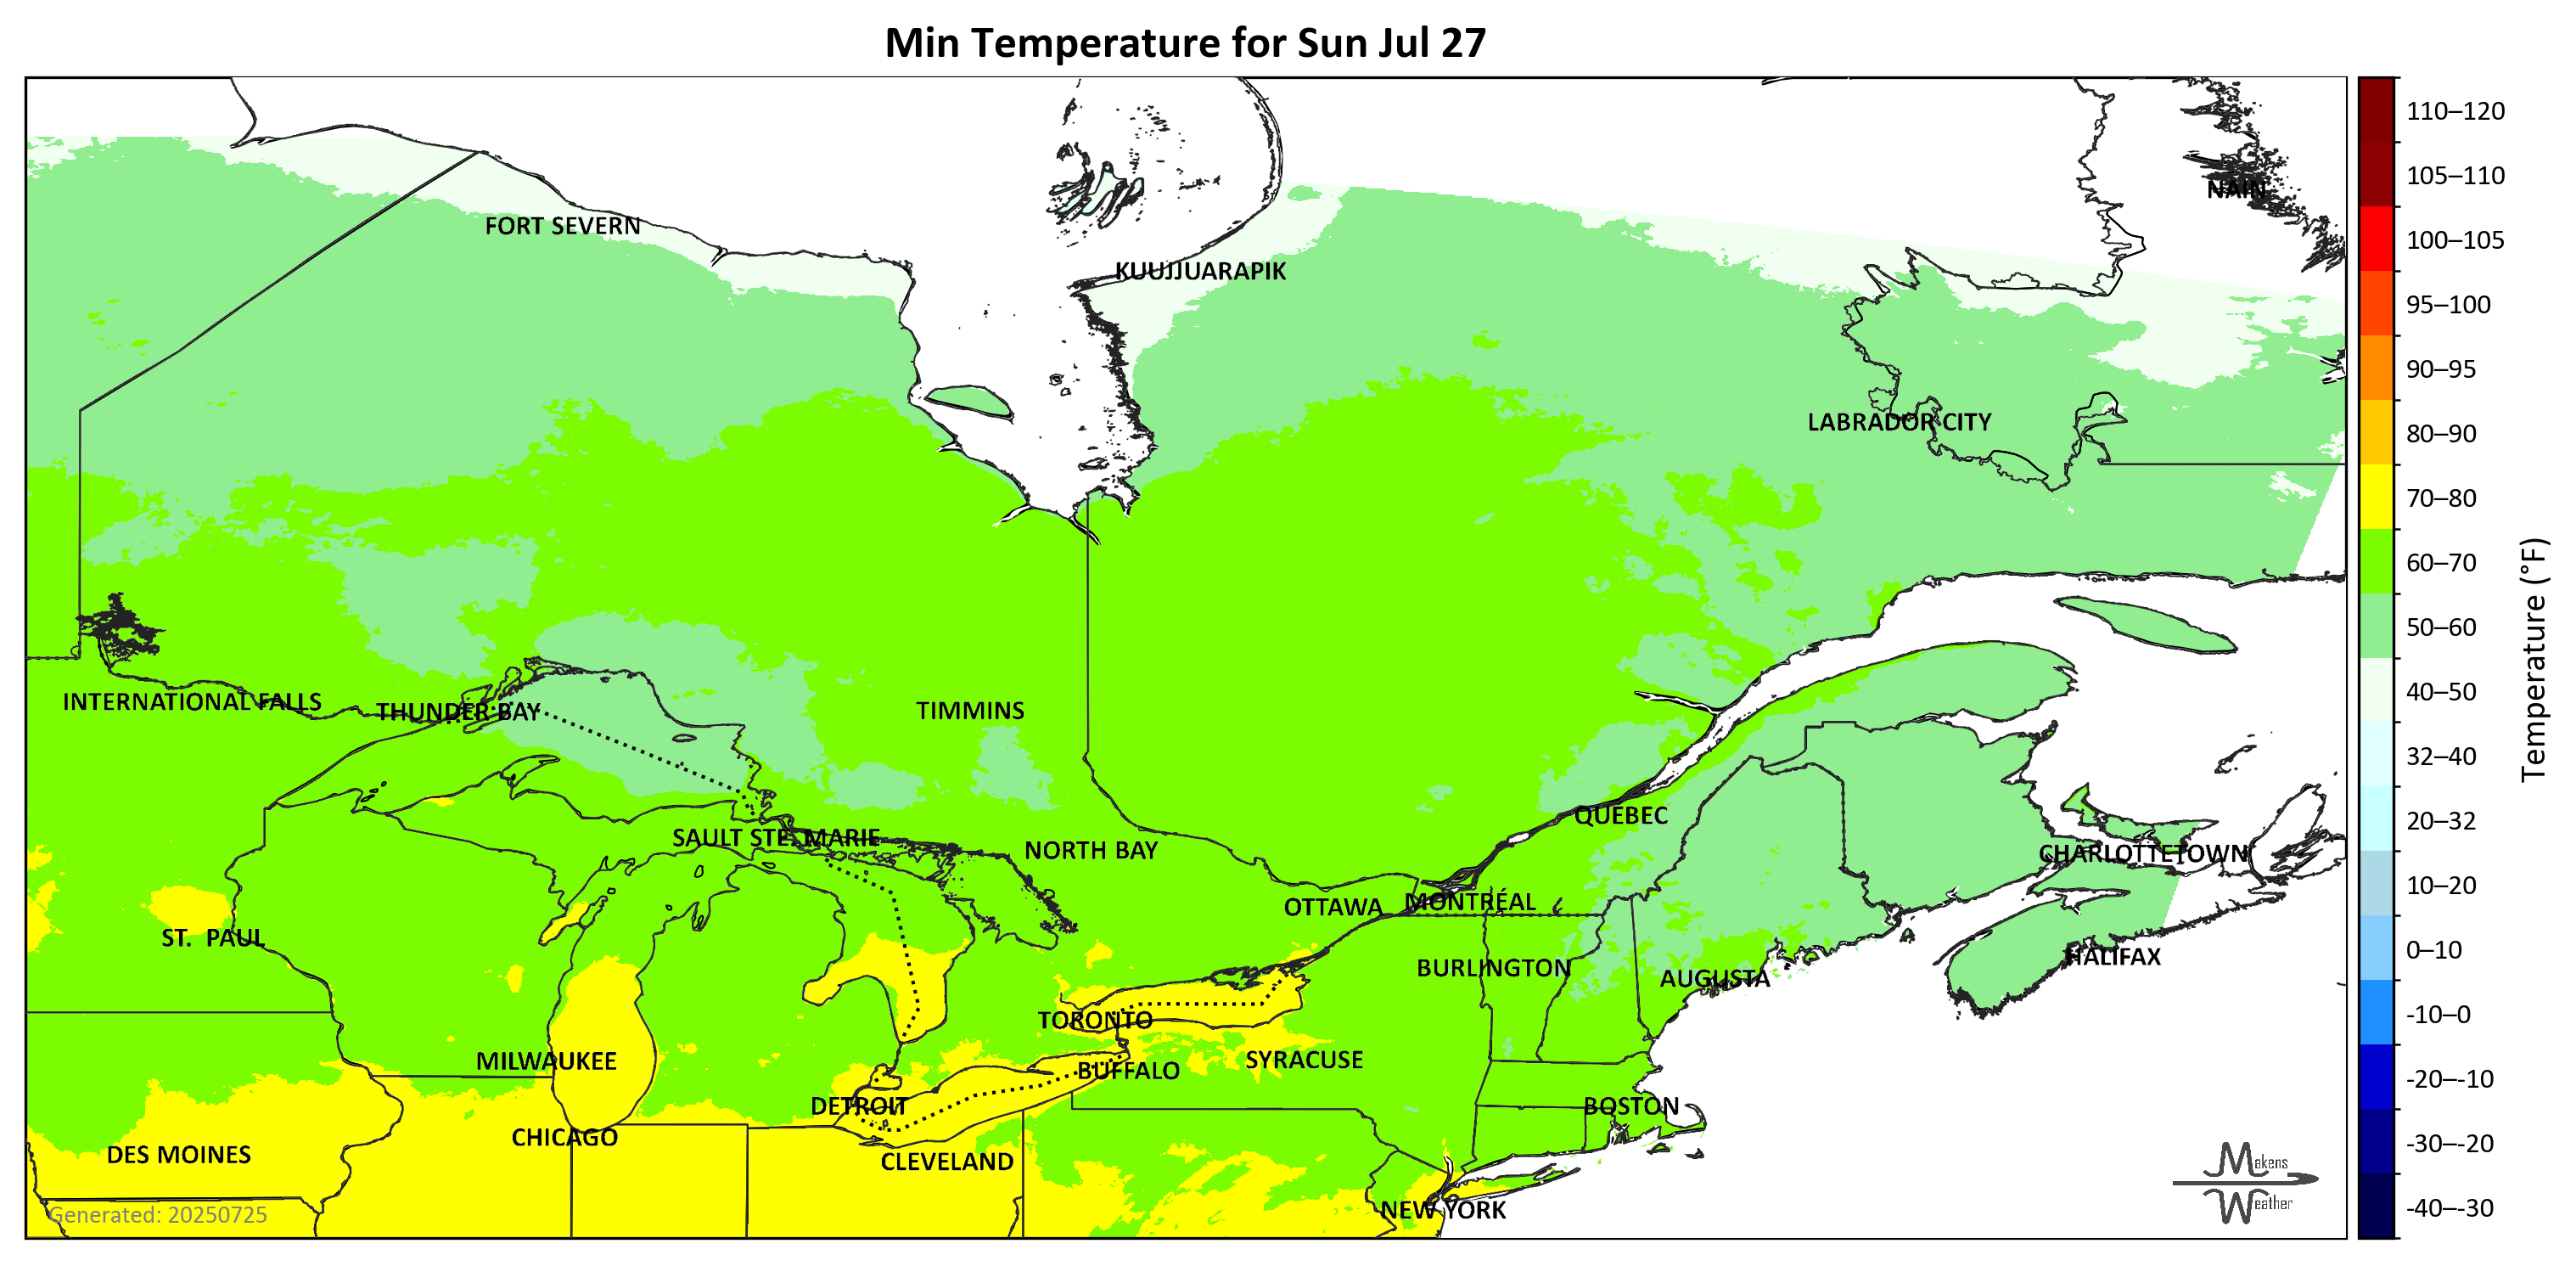 Min Temperature for Sun Jul 27
110–120
105–110
NAIN
FORT SEVERN
100–105
KUUJJUARAPIK
95–100
90–95
LABRADOR CITY
80–90
70–80
60–70
Temperature (°F)
50–60
INTERNATIONAL FALLS
THUNDER BAY
TIMMINS
40–50
32–40
QUÉBEC
20–32
SAULT STE. MARIE
NORTH BAY
CHARLOTTETOWN
10–20
OTTAWA
MONTRÉAL
ST. PAUL
0–10
HALIFAX
BURLINGTON
AUGUSTA
-10–0
TORONTO
MILWAUKEE
SYRACUSE
BUFFALO
-20–-10
DETROIT
BOSTON
CHICAGO
-30–-20
DES MOINES
CLEVELAND
Makens
Weather
NEW YORK
-40–-30
Generated: 20250725